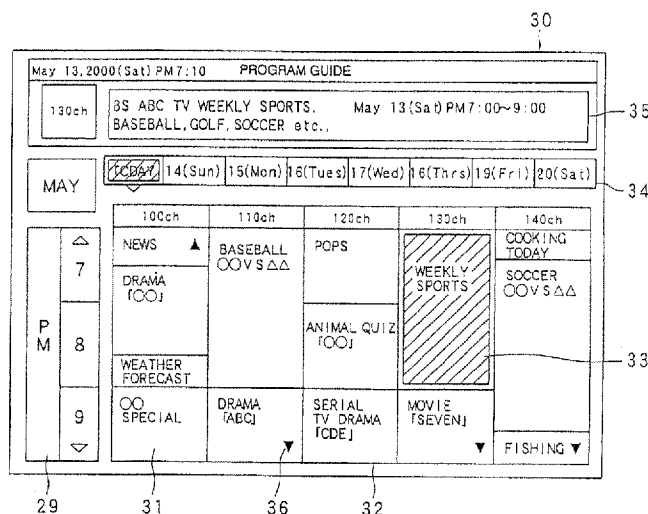 30
May 13,2000(Sat) PM7:10 PROGRAM GUIDE
130ch
BS ABC TV WEEKLY SPORTS. May 13(Sat)PM7:00~9:00
BASEBALL,GOLF,SOCCER etc.,
35
MAY
TODAY 14(Sun) 15(Mon) 16(Tues) 17(Wed) 18(Thrs) 19(Fri) 20(Sat)
34
100ch 110ch 120ch 130ch 140ch
PM
△
7
8
9
▽
NEWS ▲
DRAMA
「○○」
WEATHER
FORECAST
○○
SPECIAL
BASEBALL
○○VS△△
DRAMA
「ABC」
▼
POPS
ANIMAL QUIZ
「○○」
SERIAL
TV DRAMA
「CDE」
WEEKLY
SPORTS
MOVIE
「SEVEN」
▼
COOKING
TODAY
SOCCER
○○VS△△
FISHING ▼
33
29 31 36 32